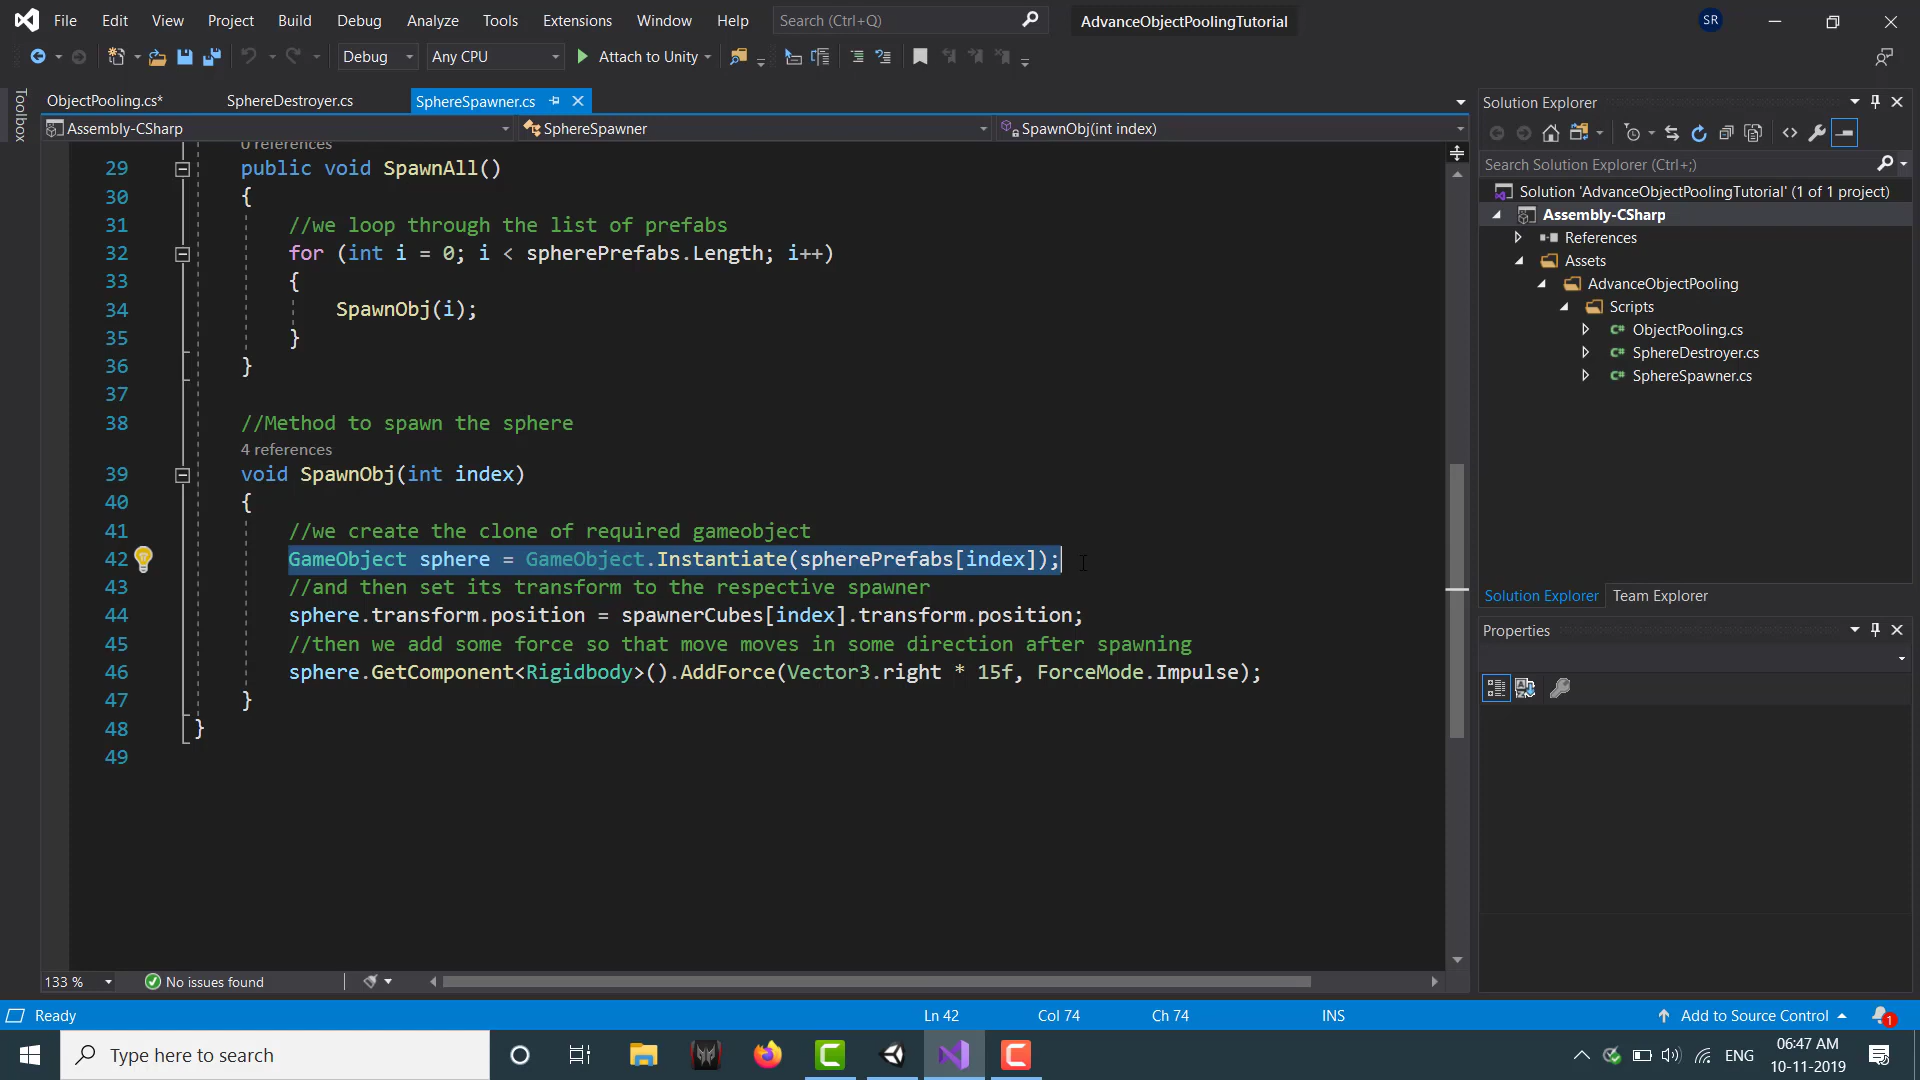 File Edit View Project Build Debug Analyze Tools Extensions Window Help Search (Ctrl+Q) AdvanceObjectPoolingTutorial SR
Debug Any CPU Attach to Unity
Toolbox
ObjectPooling.cs* SphereDestroyer.cs SphereSpawner.cs
Assembly-CSharp SphereSpawner SpawnObj(int index)
0 references
29 public void SpawnAll()
30 {
31 //we loop through the list of prefabs
32 for (int i = 0; i < spherePrefabs.Length; i++)
33 {
34 SpawnObj(i);
35 }
36 }
37
38 //Method to spawn the sphere
4 references
39 void SpawnObj(int index)
40 {
41 //we create the clone of required gameobject
42 GameObject sphere = GameObject.Instantiate(spherePrefabs[index]);
43 //and then set its transform to the respective spawner
44 sphere.transform.position = spawnerCubes[index].transform.position;
45 //then we add some force so that move moves in some direction after spawning
46 sphere.GetComponent<Rigidbody>().AddForce(Vector3.right * 15f, ForceMode.Impulse);
47 }
48 }
49
133 % No issues found
Solution Explorer
Search Solution Explorer (Ctrl+;)
Solution 'AdvanceObjectPoolingTutorial' (1 of 1 project)
Assembly-CSharp
References
Assets
AdvanceObjectPooling
Scripts
C# ObjectPooling.cs
C# SphereDestroyer.cs
C# SphereSpawner.cs
Solution Explorer Team Explorer
Properties
Ready Ln 42 Col 74 Ch 74 INS Add to Source Control 1
Type here to search ENG 06:47 AM
10-11-2019